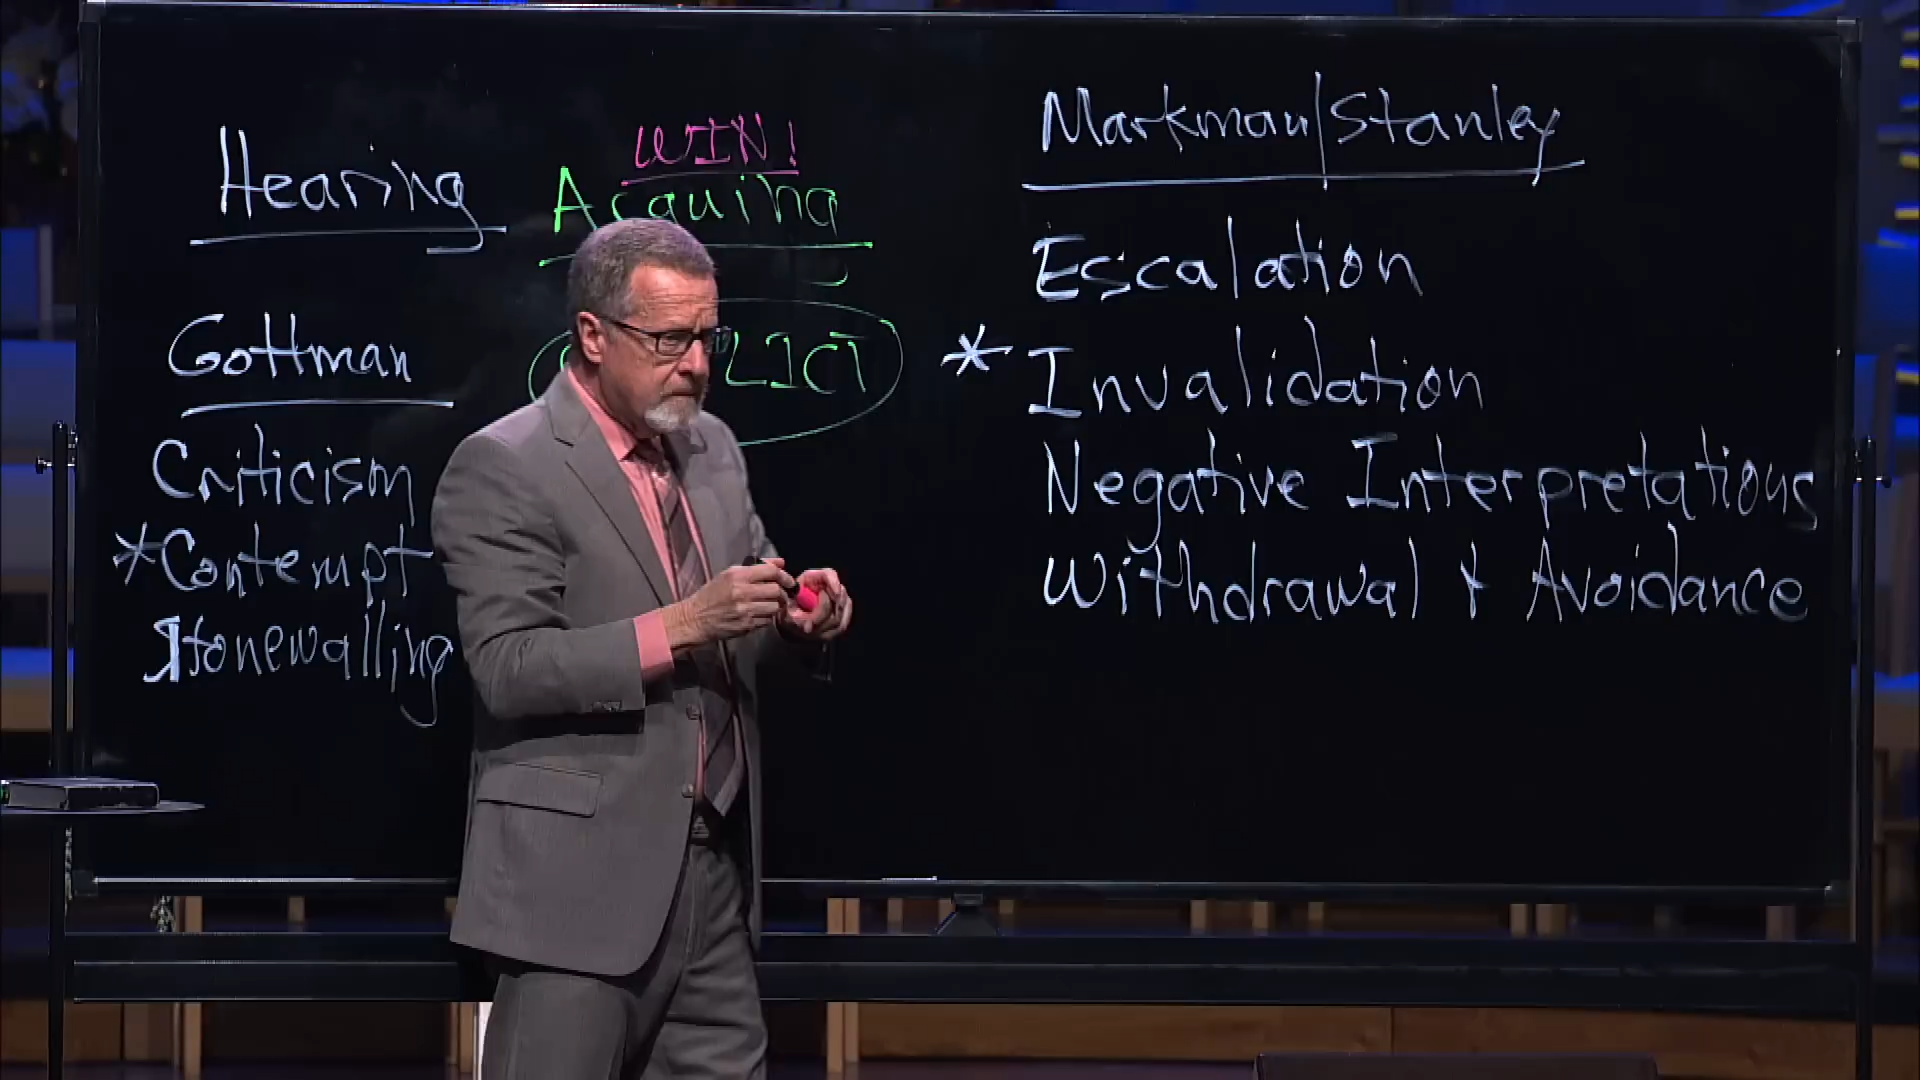 Hearing
WIN!
Arguing
Gottman
Criticism
*Contempt
Stonewalling
Markman/Stanley
Escalation
* Invalidation
Negative Interpretations
Withdrawal + Avoidance